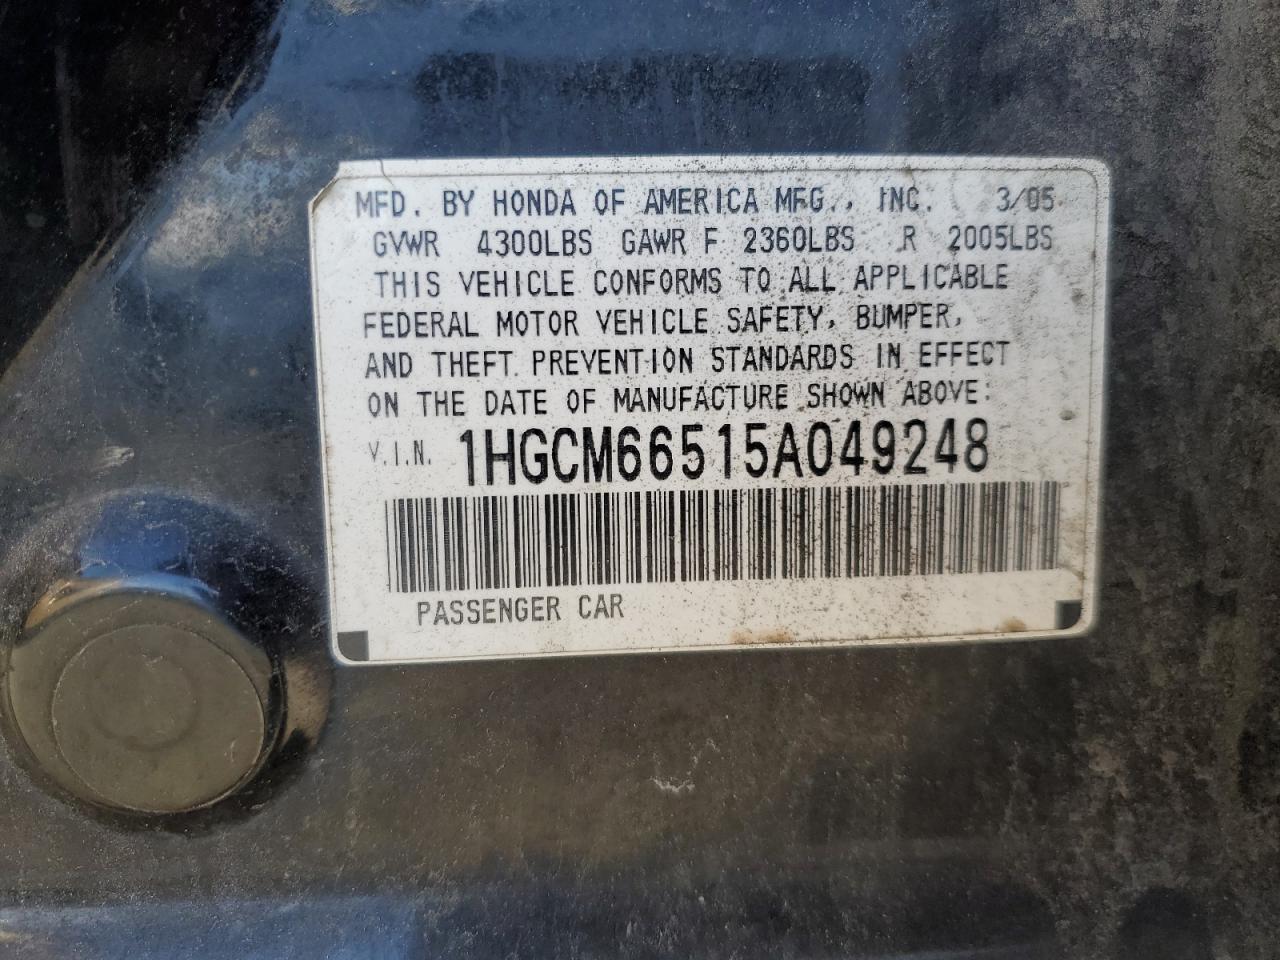 MFD. BY HONDA OF AMERICA MFG., INC. 3/05
GVWR 4300LBS GAWR F 2360LBS R 2005LBS
THIS VEHICLE CONFORMS TO ALL APPLICABLE
FEDERAL MOTOR VEHICLE SAFETY, BUMPER,
AND THEFT PREVENTION STANDARDS IN EFFECT
ON THE DATE OF MANUFACTURE SHOWN ABOVE:
V.I.N. 1HGCM66515A049248
PASSENGER CAR